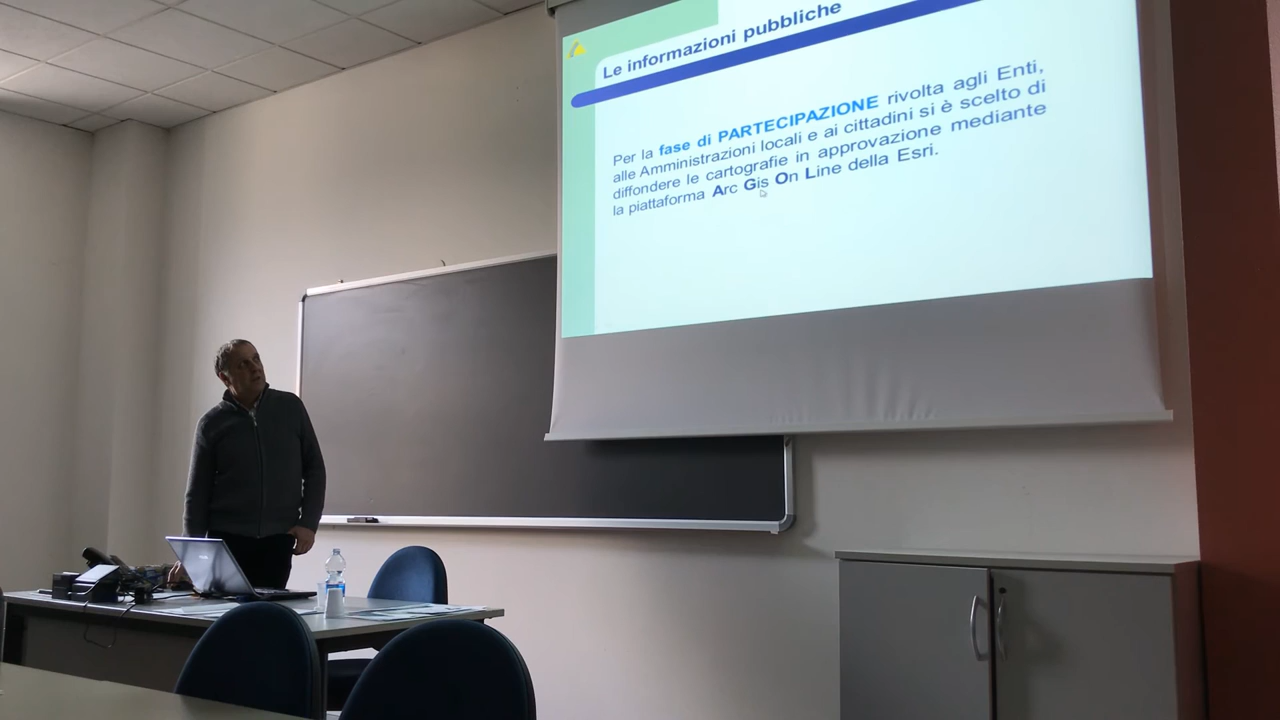 Le informazioni pubbliche
Per la fase di PARTECIPAZIONE rivolta agli Enti,
alle Amministrazioni locali e ai cittadini si è scelto di
diffondere le cartografie in approvazione mediante
la piattaforma Arc Gis On Line della Esri.